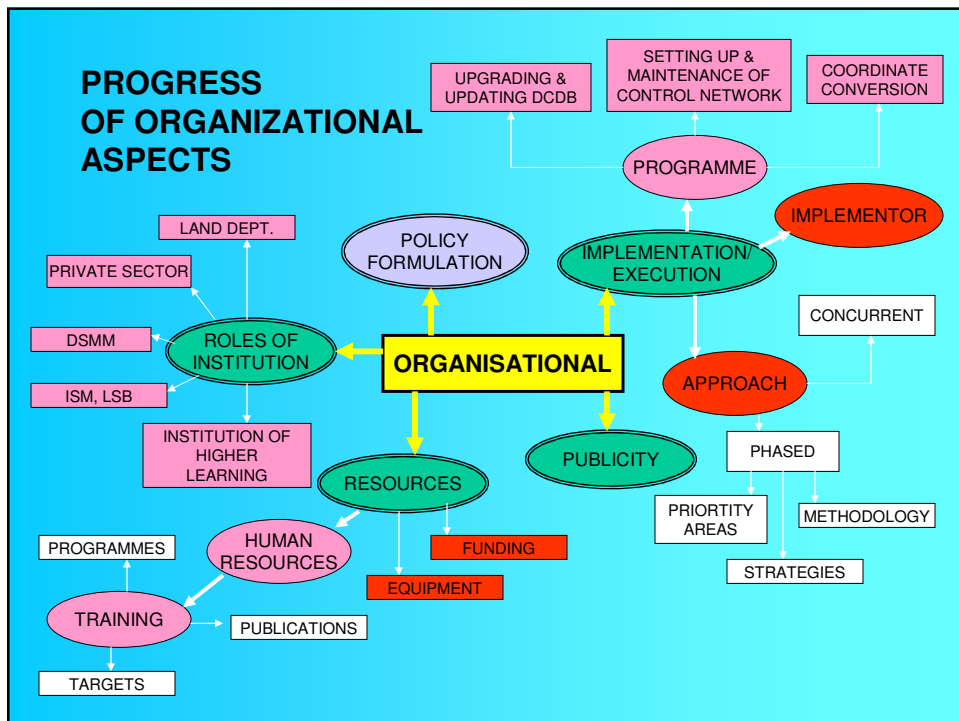 PROGRESS
OF ORGANIZATIONAL
ASPECTS
UPGRADING &
UPDATING DCDB
SETTING UP &
MAINTENANCE OF
CONTROL NETWORK
COORDINATE
CONVERSION
PROGRAMME
IMPLEMENTOR
LAND DEPT.
POLICY
FORMULATION
IMPLEMENTATION/
EXECUTION
PRIVATE SECTOR
CONCURRENT
DSMM
ROLES OF
INSTITUTION
ORGANISATIONAL
APPROACH
ISM, LSB
INSTITUTION OF
HIGHER
LEARNING
PUBLICITY
PHASED
RESOURCES
PRIORTITY
AREAS
METHODOLOGY
PROGRAMMES
HUMAN
RESOURCES
FUNDING
STRATEGIES
EQUIPMENT
TRAINING
PUBLICATIONS
TARGETS